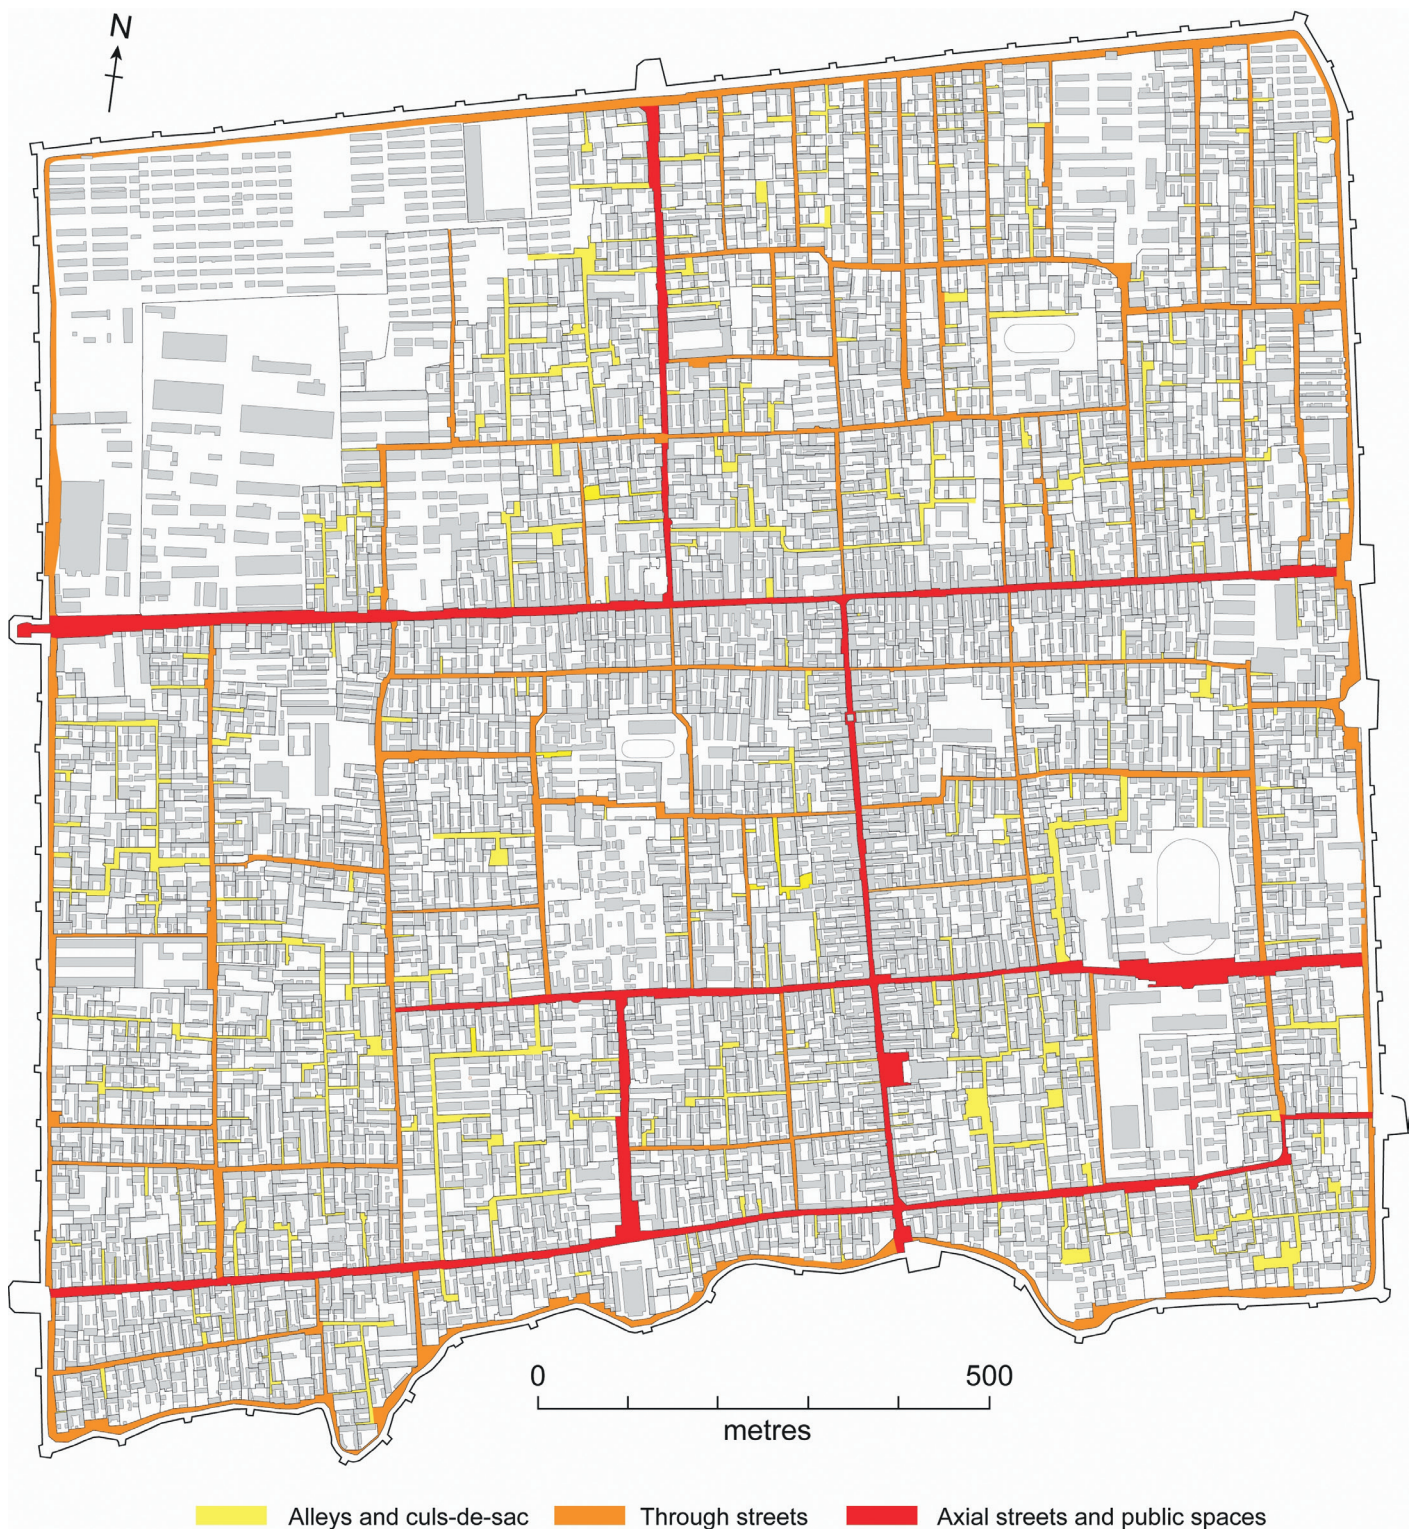 N
0 500
metres
Alleys and culs-de-sac Through streets Axial streets and public spaces